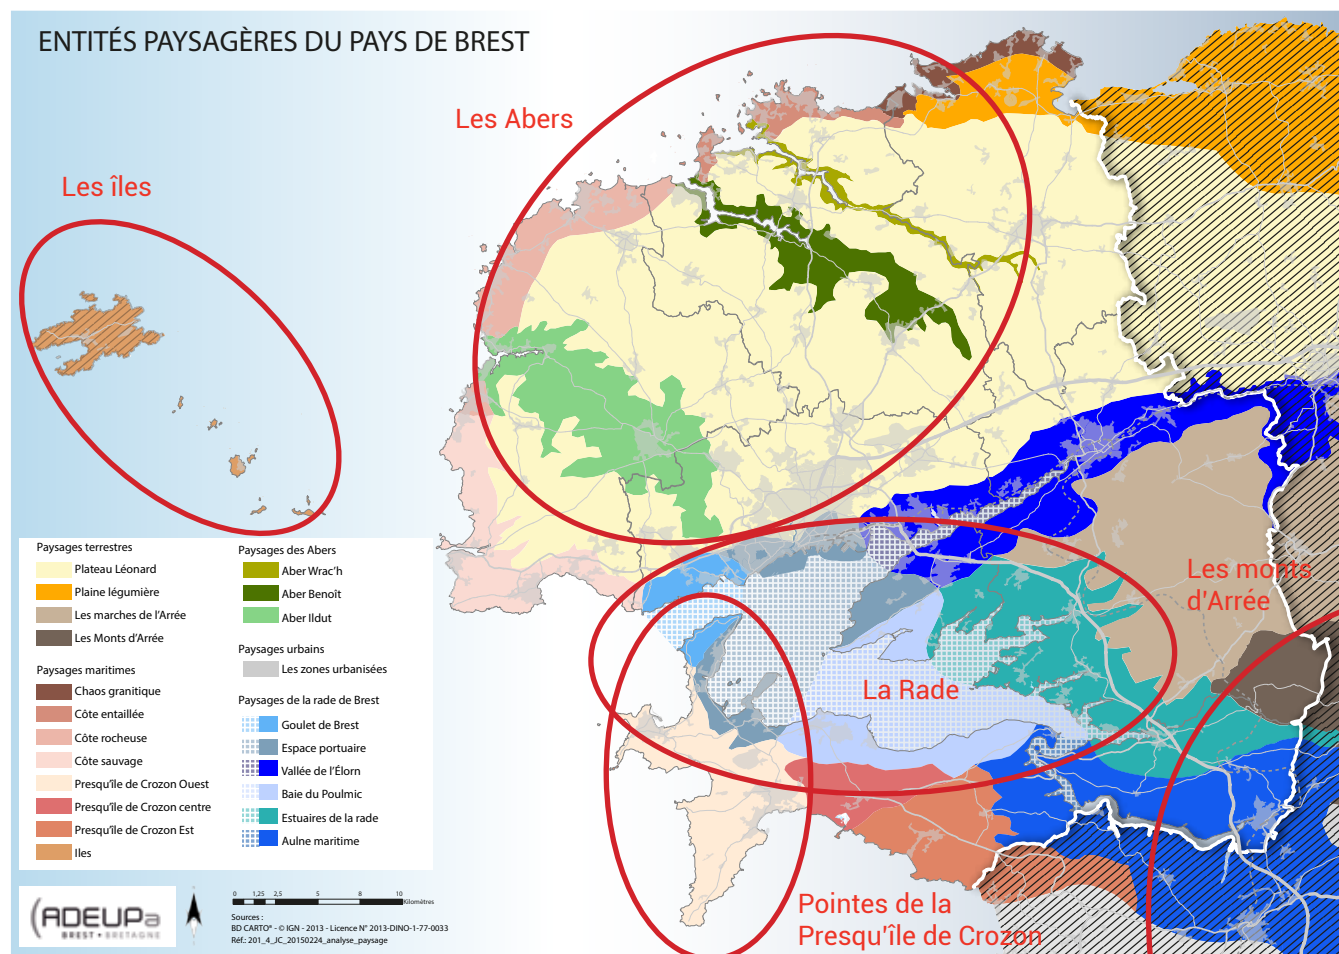 ENTITÉS PAYSAGÈRES DU PAYS DE BREST
Les Abers
Les îles
Les monts
d'Arrée
La Rade
Pointes de la
Presqu'île de Crozon
Paysages terrestres
Plateau Léonard
Plaine légumière
Les marches de l'Arrée
Les Monts d'Arrée
Paysages maritimes
Chaos granitique
Côte entaillée
Côte rocheuse
Côte sauvage
Presqu'île de Crozon Ouest
Presqu'île de Crozon centre
Presqu'île de Crozon Est
Iles
Paysages des Abers
Aber Wrac'h
Aber Benoît
Aber Ildut
Paysages urbains
Les zones urbanisées
Paysages de la rade de Brest
Goulet de Brest
Espace portuaire
Vallée de l'Élorn
Baie du Poulmic
Estuaires de la rade
Aulne maritime
ADEUPa
BREST • BRETAGNE
0 1,25 2,5 5 8 10
Kilomètres
Sources :
BD CARTO® - © IGN - 2013 - Licence N° 2013-DINO-1-77-0033
Réf.: 201_4_JC_20150224_analyse_paysage